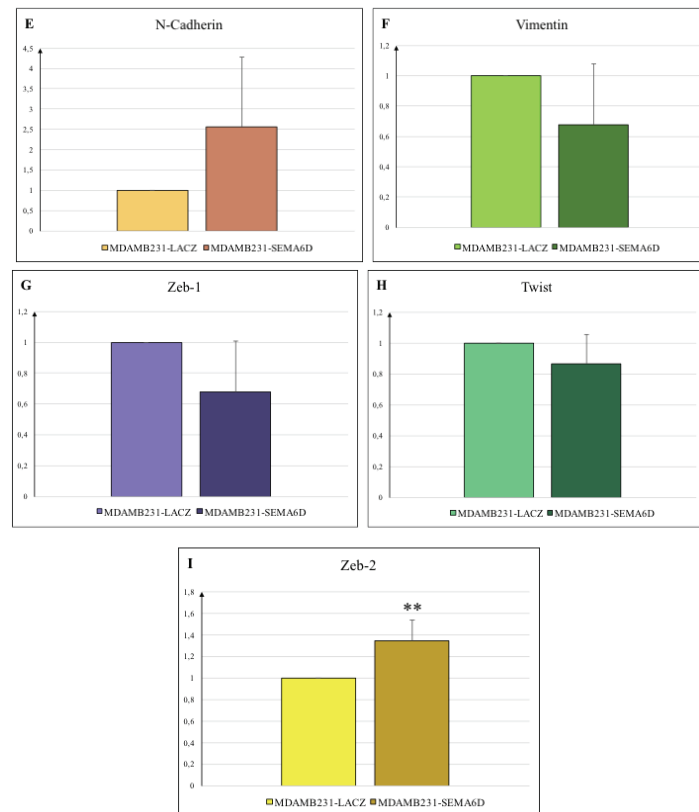 E
N-Cadherin
4,5
4
3,5
3
2,5
2
1,5
1
0,5
0
MDAMB231-LACZ MDAMB231-SEMA6D
F
Vimentin
1,2
1
0,8
0,6
0,4
0,2
0
MDAMB231-LACZ MDAMB231-SEMA6D
G
Zeb-1
1,2
1
0,8
0,6
0,4
0,2
0
MDAMB231-LACZ MDAMB231-SEMA6D
H
Twist
1,2
1
0,8
0,6
0,4
0,2
0
MDAMB231-LACZ MDAMB231-SEMA6D
I
Zeb-2
1,8
1,6
1,4
1,2
1
0,8
0,6
0,4
0,2
0
**
MDAMB231-LACZ MDAMB231-SEMA6D